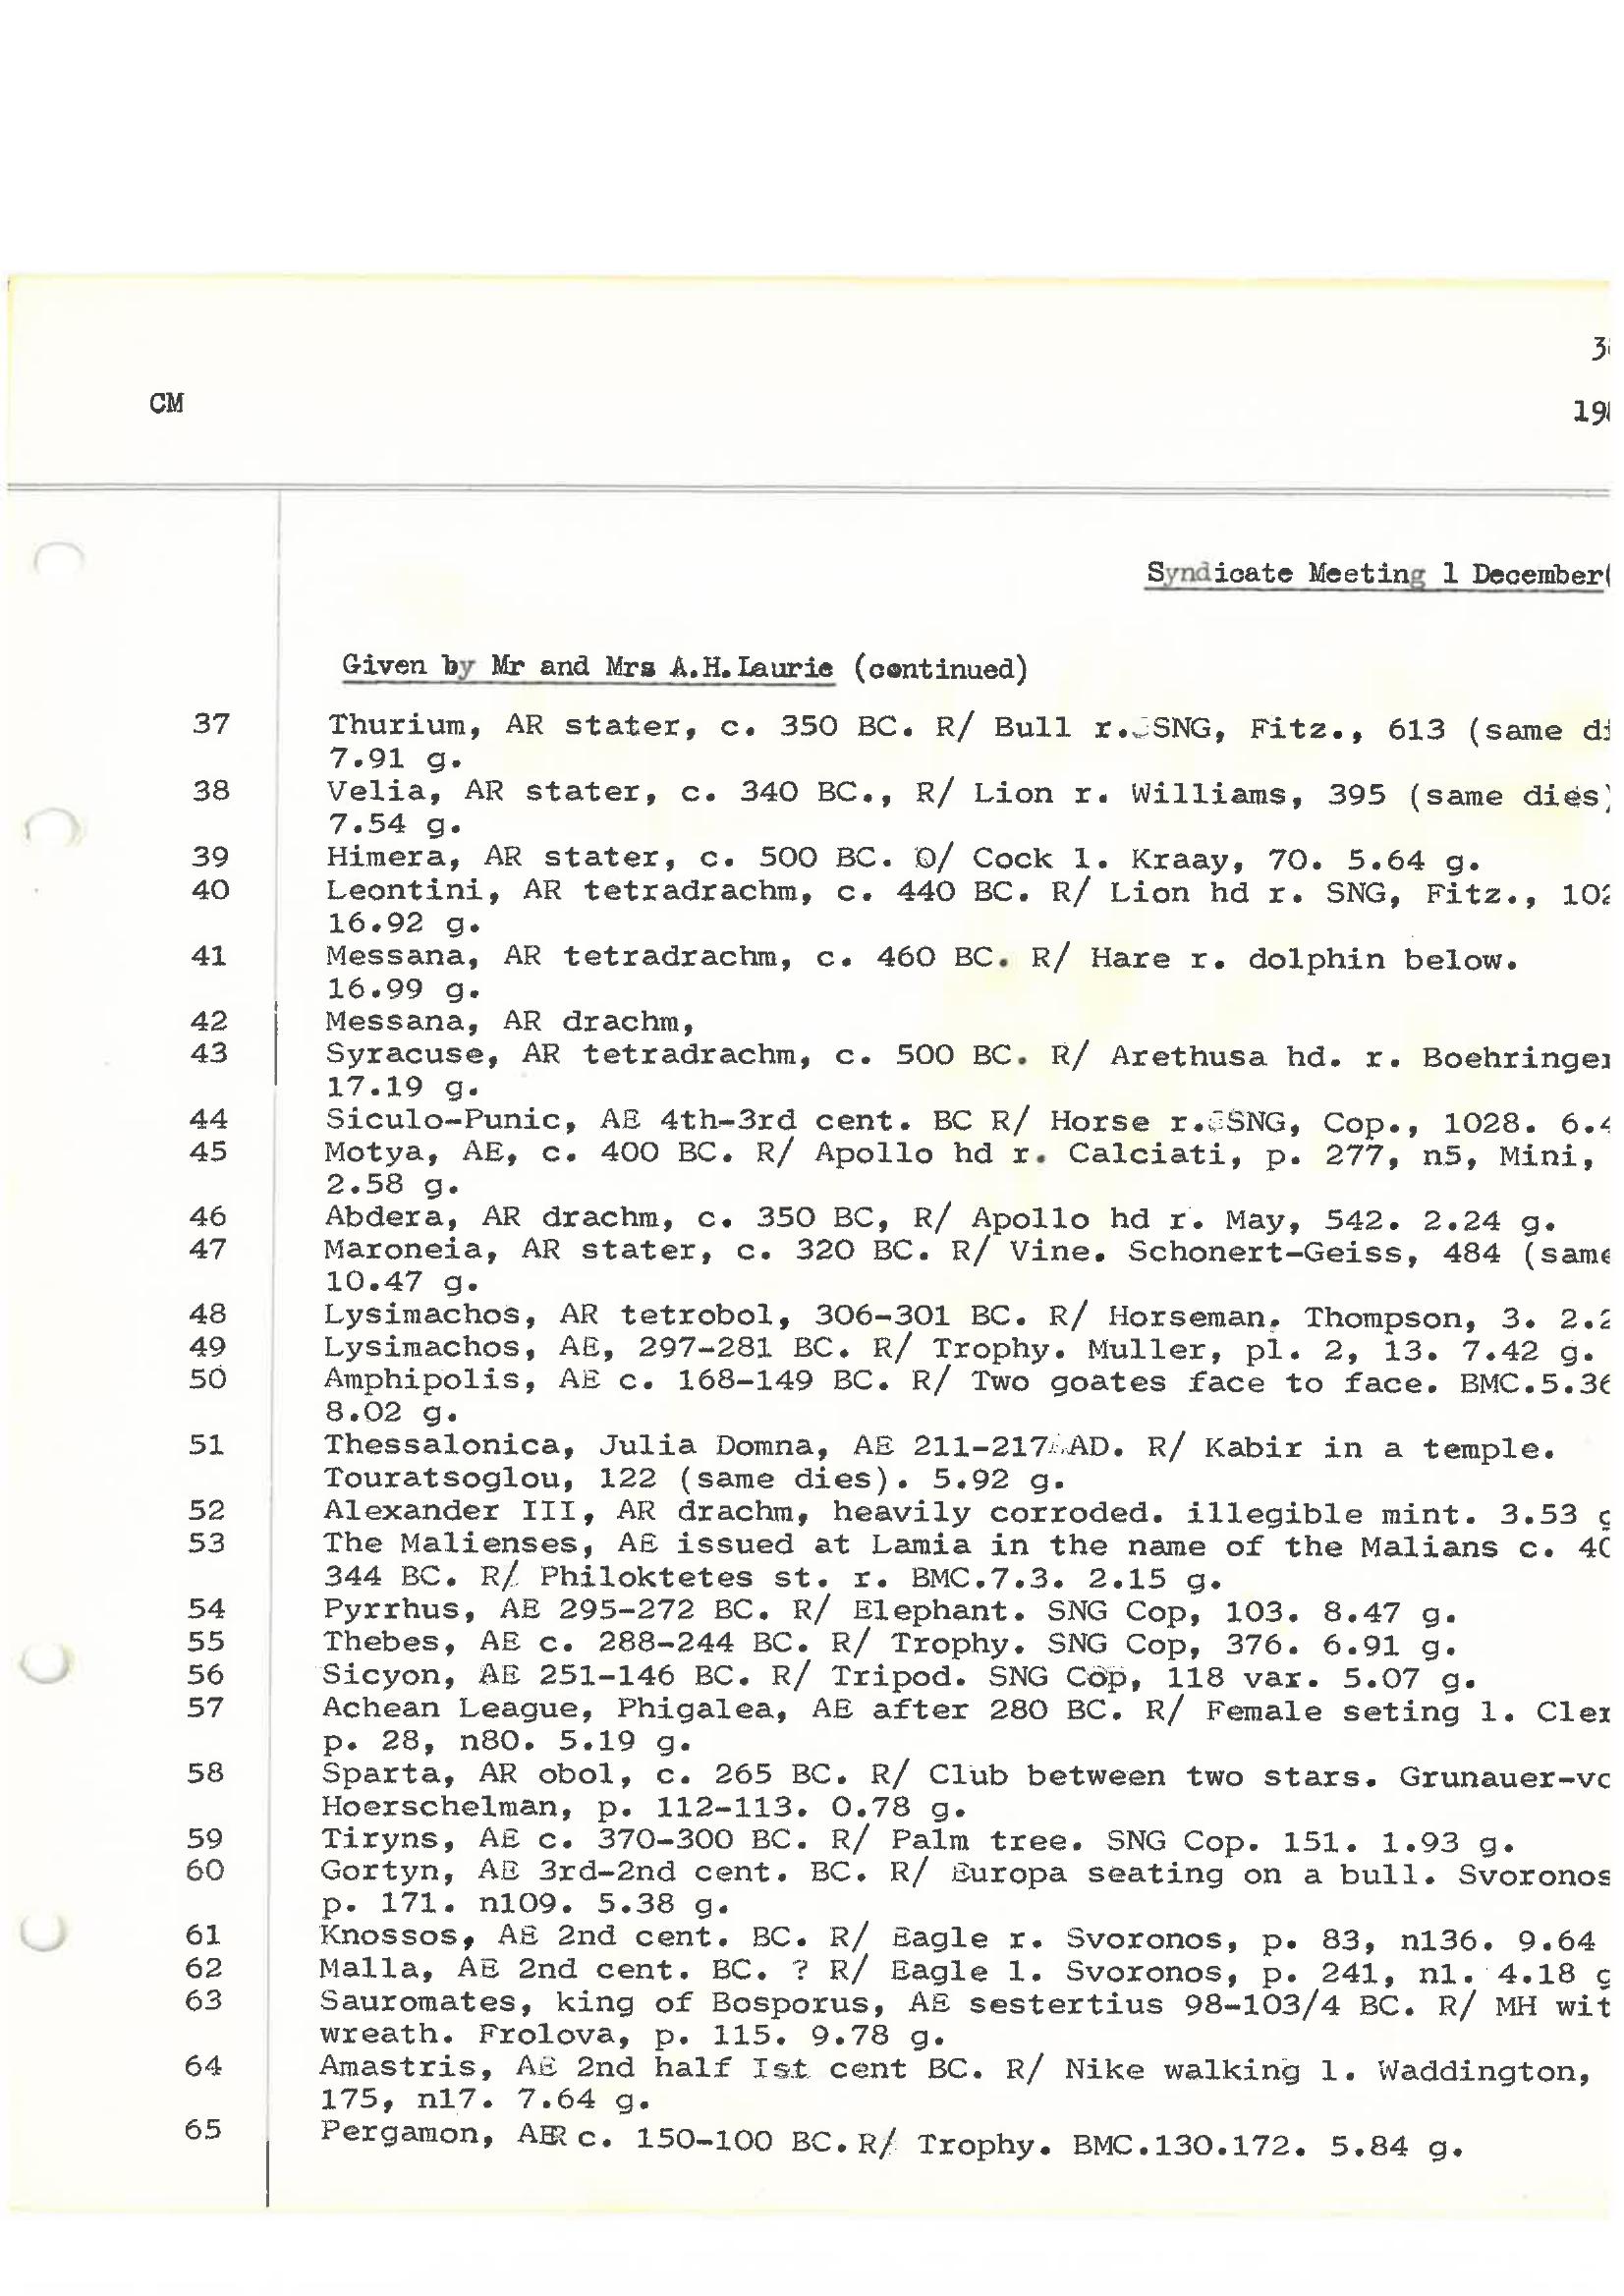 CM
Syndicate Meeting 1 December
Given by Mr and Mrs A.H.Laurie (continued)
37 Thurium, AR stater, c. 350 BC. R/ Bull r. SNG, Fitz., 613 (same
7.91 g.
38 Velia, AR stater, c. 340 BC., R/ Lion r. Williams, 395 (same dies)
7.54 g.
39 Himera, AR stater, c. 500 BC. O/ Cock l. Kraay, 70. 5.64 g.
40 Leontini, AR tetradrachm, c. 440 BC. R/ Lion hd r. SNG, Fitz.,
16.92 g.
41 Messana, AR tetradrachm, c. 460 BC. R/ Hare r. dolphin below.
16.99 g.
42 Messana, AR drachm,
43 Syracuse, AR tetradrachm, c. 500 BC. R/ Arethusa hd. r. Boehringer
17.19 g.
44 Siculo-Punic, AE 4th-3rd cent. BC R/ Horse r. SNG, Cop., 1028.
45 Motya, AE, c. 400 BC. R/ Apollo hd r. Calciati, p. 277, n5, Mini,
2.58 g.
46 Abdera, AR drachm, c. 350 BC, R/ Apollo hd r. May, 542. 2.24 g.
47 Maroneia, AR stater, c. 320 BC. R/ Vine. Schonert-Geiss, 484 (same
10.47 g.
48 Lysimachos, AR tetrobol, 306-301 BC. R/ Horseman. Thompson, 3.
49 Lysimachos, AE, 297-281 BC. R/ Trophy. Muller, pl. 2, 13. 7.42 g.
50 Amphipolis, AE c. 168-149 BC. R/ Two goates face to face.
8.02 g.
51 Thessalonica, Julia Domna, AE 211-217 AD. R/ Kabir in a temple.
Touratsoglou, 122 (same dies). 5.92 g.
52 Alexander III, AR drachm, heavily corroded. illegible mint. 3.53
53 The Malienses, AE issued at Lamia in the name of the Malians c.
344 BC. R/ Philoktetes st. r. BMC.7.3. 2.15 g.
54 Pyrrhus, AE 295-272 BC. R/ Elephant. SNG Cop, 103. 8.47 g.
55 Thebes, AE c. 288-244 BC. R/ Trophy. SNG Cop, 376. 6.91 g.
56 Sicyon, AE 251-146 BC. R/ Tripod. SNG Cop, 118 var. 5.07 g.
57 Achean League, Phigalea, AE after 280 BC. R/ Female seting l.
p. 28, n80. 5.19 g.
58 Sparta, AR obol, c. 265 BC. R/ Club between two stars.
Hoerschelman, p. 112-113. 0.78 g.
59 Tiryns, AE c. 370-300 BC. R/ Palm tree. SNG Cop. 151. 1.93 g.
60 Gortyn, AE 3rd-2nd cent. BC. R/ Europa seating on a bull. Svoronos
p. 171. n109. 5.38 g.
61 Knossos, AE 2nd cent. BC. R/ Eagle r. Svoronos, p. 83, n136. 9.64
62 Malla, AE 2nd cent. BC. ? R/ Eagle l. Svoronos, p. 241, n1. 4.18
63 Sauromates, king of Bosporus, AE sestertius 98-103/4 BC. R/ MH
wreath. Frolova, p. 115. 9.78 g.
64 Amastris, AE 2nd half Ist cent BC. R/ Nike walking l. Waddington,
175, n17. 7.64 g.
65 Pergamon, c. 150-100 BC. R/ Trophy. BMC.130.172. 5.84 g.